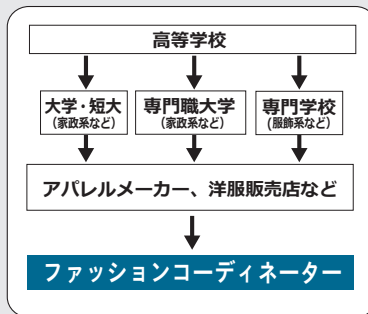 高等学校
大学・短大
(家政系など)
専門職大学
(家政系など)
専門学校
(服飾系など)
アパレルメーカー、洋服販売店など
ファッションコーディネーター